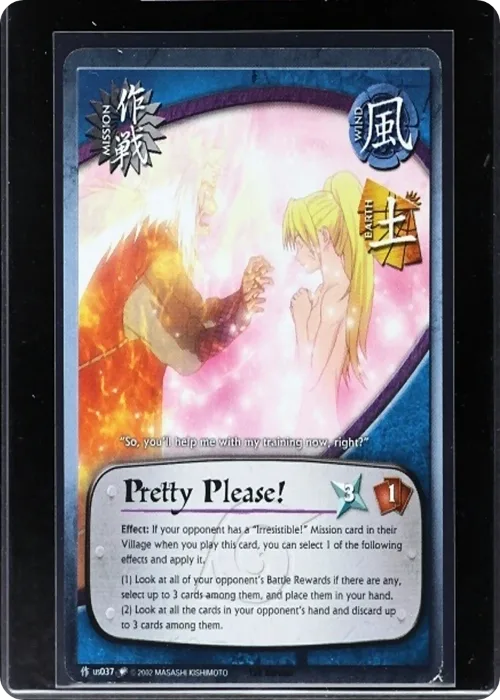 MISSION
作戦
WIND
風
EARTH
土
"So, you'll help me with my training now, right?"
Pretty Please!
3
1
Effect: If your opponent has a "Irresistible!" Mission card in their
Village when you play this card, you can select 1 of the following
effects and apply it.
(1) Look at all of your opponent's Battle Rewards if there are any,
select up to 3 cards among them, and place them in your hand.
(2) Look at all the cards in your opponent's hand and discard up
to 3 cards among them.
作 US037 © 2002 MASASHI KISHIMOTO